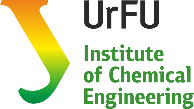 UrFU
Institute
of Chemical
Engineering